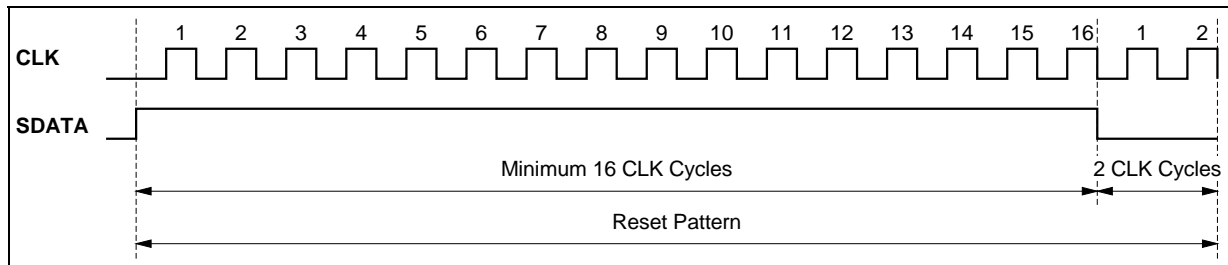 1 2 3 4 5 6 7 8 9 10 11 12 13 14 15 16 1 2
CLK
SDATA
Minimum 16 CLK Cycles 2 CLK Cycles
Reset Pattern